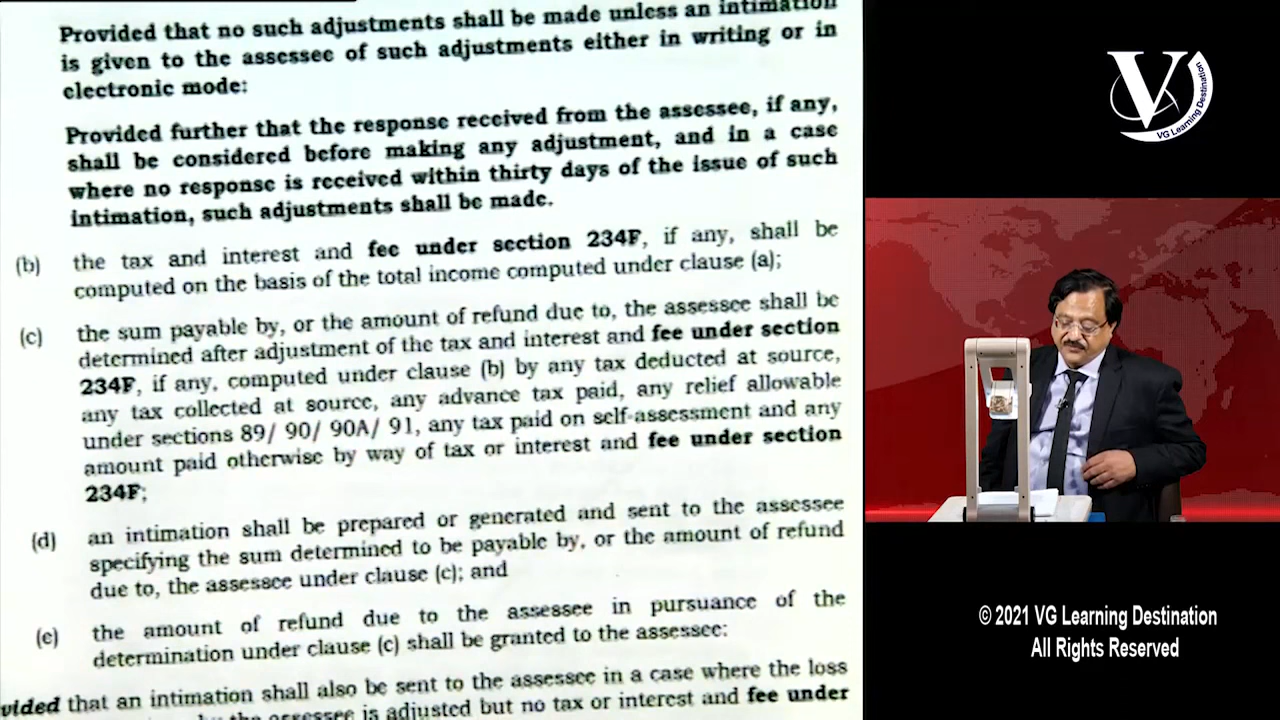 Provided that no such adjustments shall be made unless an intimation
is given to the assessee of such adjustments either in writing or in
electronic mode:
Provided further that the response received from the assessee, if any,
shall be considered before making any adjustment, and in a case
where no response is received within thirty days of the issue of such
intimation, such adjustments shall be made.
(b) the tax and interest and fee under section 234F, if any, shall be
computed on the basis of the total income computed under clause (a);
(c) the sum payable by, or the amount of refund due to, the assessee shall be
determined after adjustment of the tax and interest and fee under section
234F, if any, computed under clause (b) by any tax deducted at source,
any tax collected at source, any advance tax paid, any relief allowable
under sections 89/ 90/ 90A/ 91, any tax paid on self-assessment and any
amount paid otherwise by way of tax or interest and fee under section
234F;
(d) an intimation shall be prepared or generated and sent to the assessee
specifying the sum determined to be payable by, or the amount of refund
due to, the assessee under clause (c); and
(e) the amount of refund due to the assessee in pursuance of the
determination under clause (c) shall be granted to the assessee:
vided that an intimation shall also be sent to the assessee in a case where the loss
by the assessee is adjusted but no tax or interest and fee under
V
VG Learning Destination
© 2021 VG Learning Destination
All Rights Reserved